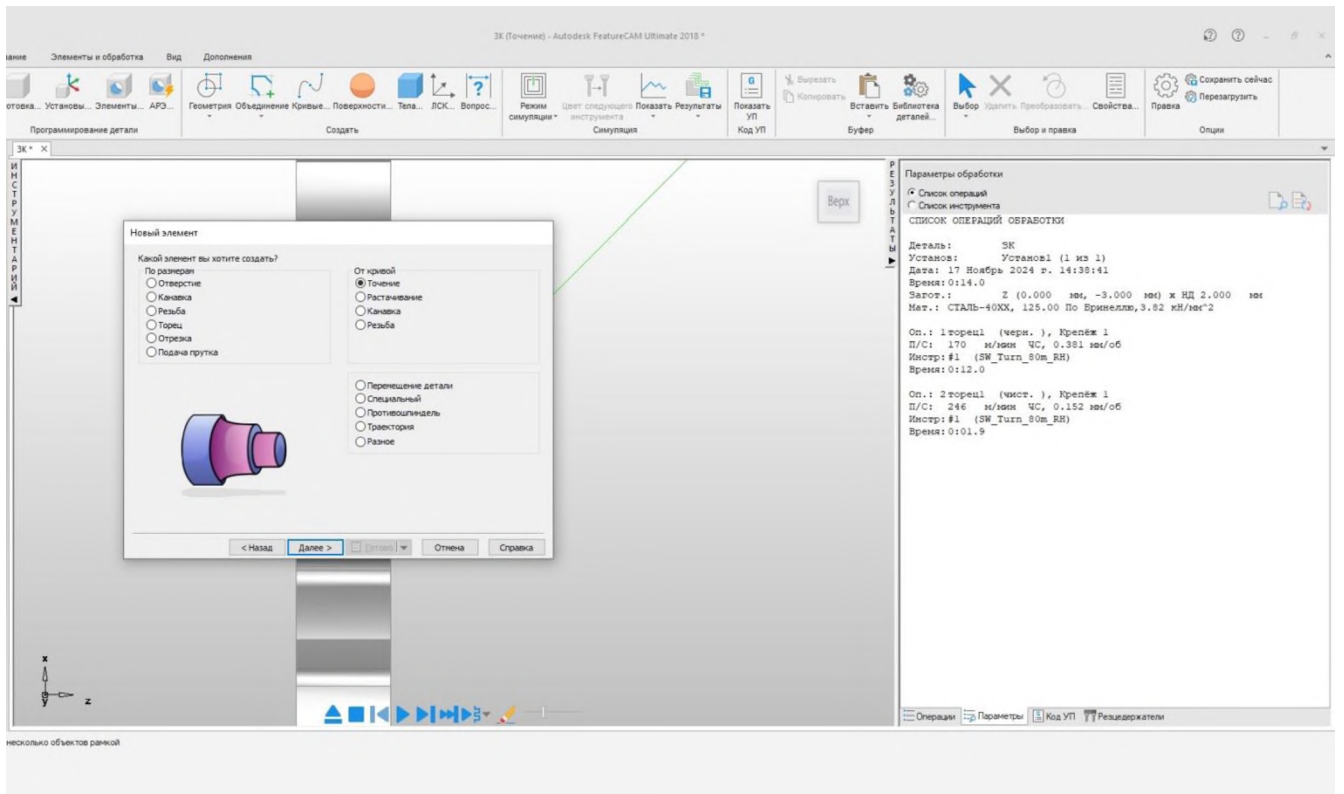 3К (Точение) - Autodesk FeatureCAM Ultimate 2018 *
Элементы и обработка Вид Дополнения
Установы... Элементы... АРЭ...
Геометрия Объединение Кривые... Поверхности... Тела... ЛСК... Вопрос...
Режим симуляции Цвет следующего инструмента Показать Результаты
Показать УП
Вырезать
Копировать
Вставить Библиотека деталей...
Выбор Удалить Преобразовать... Свойства...
Правка
Сохранить сейчас
Перезагрузить
Программирование детали Создать Симуляция Код УП Буфер Выбор и правка Опции
3К *
ИНСТРУМЕНТАРИЙ
Верх
РЕЗУЛЬТАТЫ
Новый элемент
Какой элемент вы хотите создать?
По размерам
Отверстие
Канавка
Резьба
Торец
Отрезка
Подача прутка
От кривой
Точение
Растачивание
Канавка
Резьба
Перемещение детали
Специальный
Противошпиндель
Траектория
Разное
< Назад Далее > Готово Отмена Справка
x
y z
Параметры обработки
Список операций
Список инструмента
СПИСОК ОПЕРАЦИЙ ОБРАБОТКИ
Деталь: 3К
Установ: Установ1 (1 из 1)
Дата: 17 Ноябрь 2024 г. 14:38:41
Время: 0:14.0
Загот.: Z (0.000 мм, -3.000 мм) x НД 2.000 мм
Мат.: СТАЛЬ-40ХХ, 125.00 По Бринеллю, 3.82 кН/мм^2
Оп.: 1торец1 (черн. ), Крепёж 1
П/С: 170 м/мин ЧС, 0.381 мм/об
Инстр: #1 (SW_Turn_80m_RH)
Время: 0:12.0
Оп.: 2торец1 (чист. ), Крепёж 1
П/С: 246 м/мин ЧС, 0.152 мм/об
Инстр: #1 (SW_Turn_80m_RH)
Время: 0:01.9
Операции Параметры Код УП Резцедержатели
несколько объектов рамкой